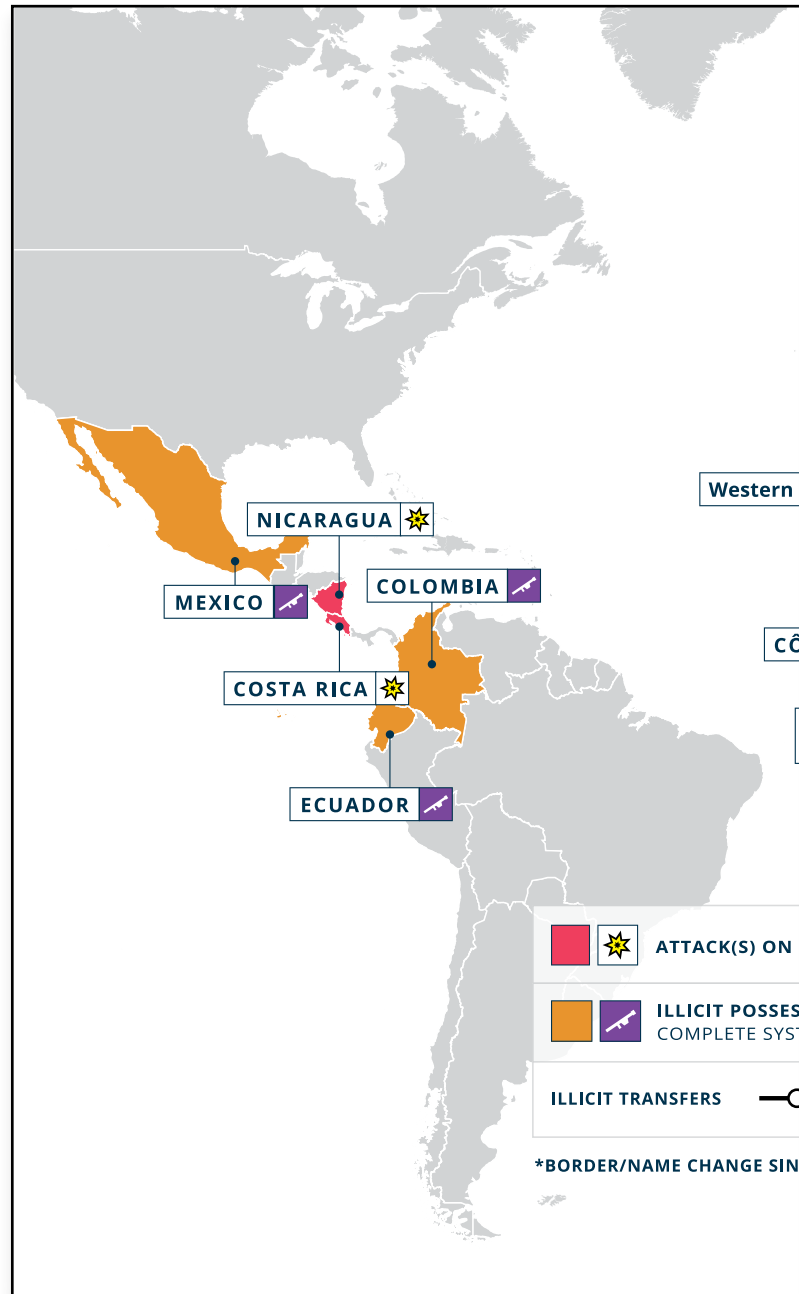 Western
NICARAGUA
COLOMBIA
MEXICO
CÔ
COSTA RICA
ECUADOR
ATTACK(S) ON
ILLICIT POSSES
COMPLETE SYST
ILLICIT TRANSFERS
*BORDER/NAME CHANGE SIN